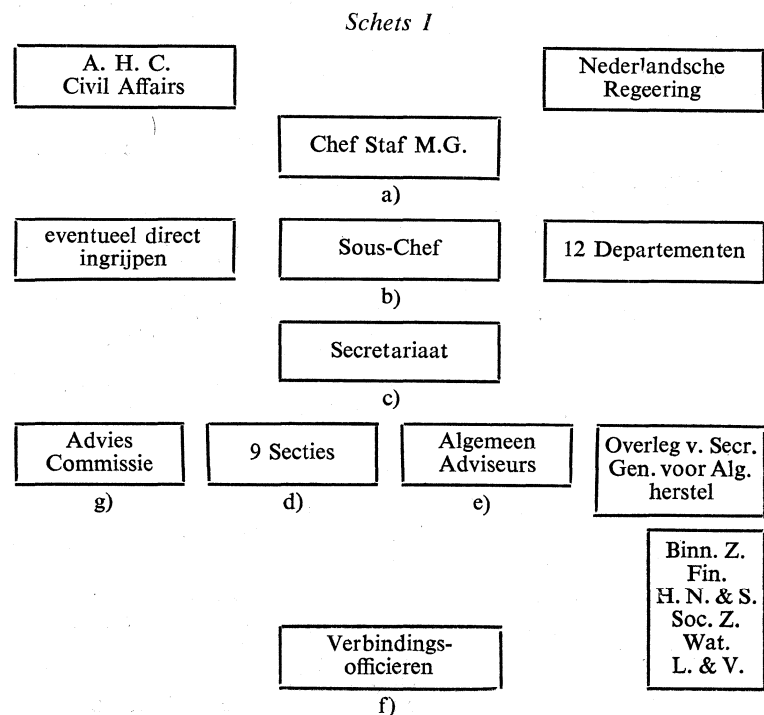 Schets I
A. H. C.
Civil Affairs
Nederlandsche
Regeering
Chef Staf M.G.
a)
eventueel direct
ingrijpen
Sous-Chef
12 Departementen
b)
Secretariaat
c)
Advies
Commissie
9 Secties
Algemeen
Adviseurs
Overleg v. Secr.
Gen. voor Alg.
herstel
g)
d)
e)
Binn. Z.
Fin.
H. N. & S.
Soc. Z.
Wat.
L. & V.
Verbindings-
officieren
f)